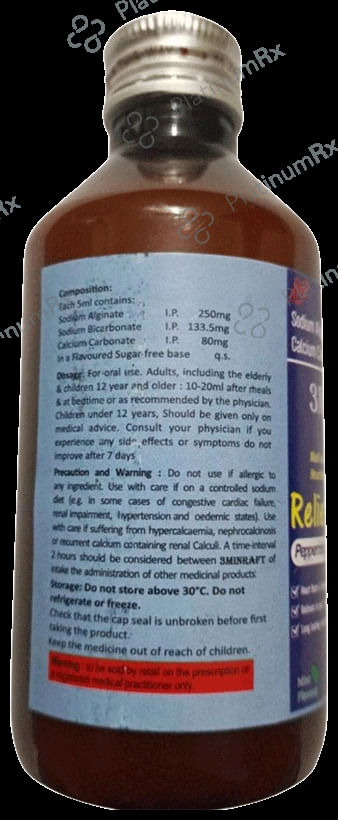 PlatinumRx
PlatinumRx
PlatinumRx
Composition:
Each 5ml contains:
Sodium Alginate I.P. 250mg
Sodium Bicarbonate I.P. 133.5mg
Calcium Carbonate I.P. 80mg
In a Flavoured Sugar free base q.s.
Dosage: For oral use. Adults, including the elderly
& children 12 year and older : 10-20ml after meals
& at bedtime or as recommended by the physician.
Children under 12 years, Should be given only on
medical advice. Consult your physician if you
experience any side effects or symptoms do not
improve after 7 days
Precaution and Warning : Do not use if allergic to
any ingredient. Use with care if on a controlled sodium
diet (e.g. in some cases of congestive cardiac failure,
renal impairment, hypertension and oedemic states). Use
with care if suffering from hypercalcaemia, nephrocalcinosis
or recurrent calcium containing renal Calculi. A time-interval
2 hours should be considered between 3MINRAFT of
intake the administration of other medicinal products.
Storage: Do not store above 30°C. Do not
refrigerate or freeze.
Check that the cap seal is unbroken before first
taking the product.
Keep the medicine out of reach of children.
Warning : to be sold by retail on the prescription of
a registered medical practitioner only.
Sodium Al
Calcium C
3
Reli
Peppermi
Mint
Flavour